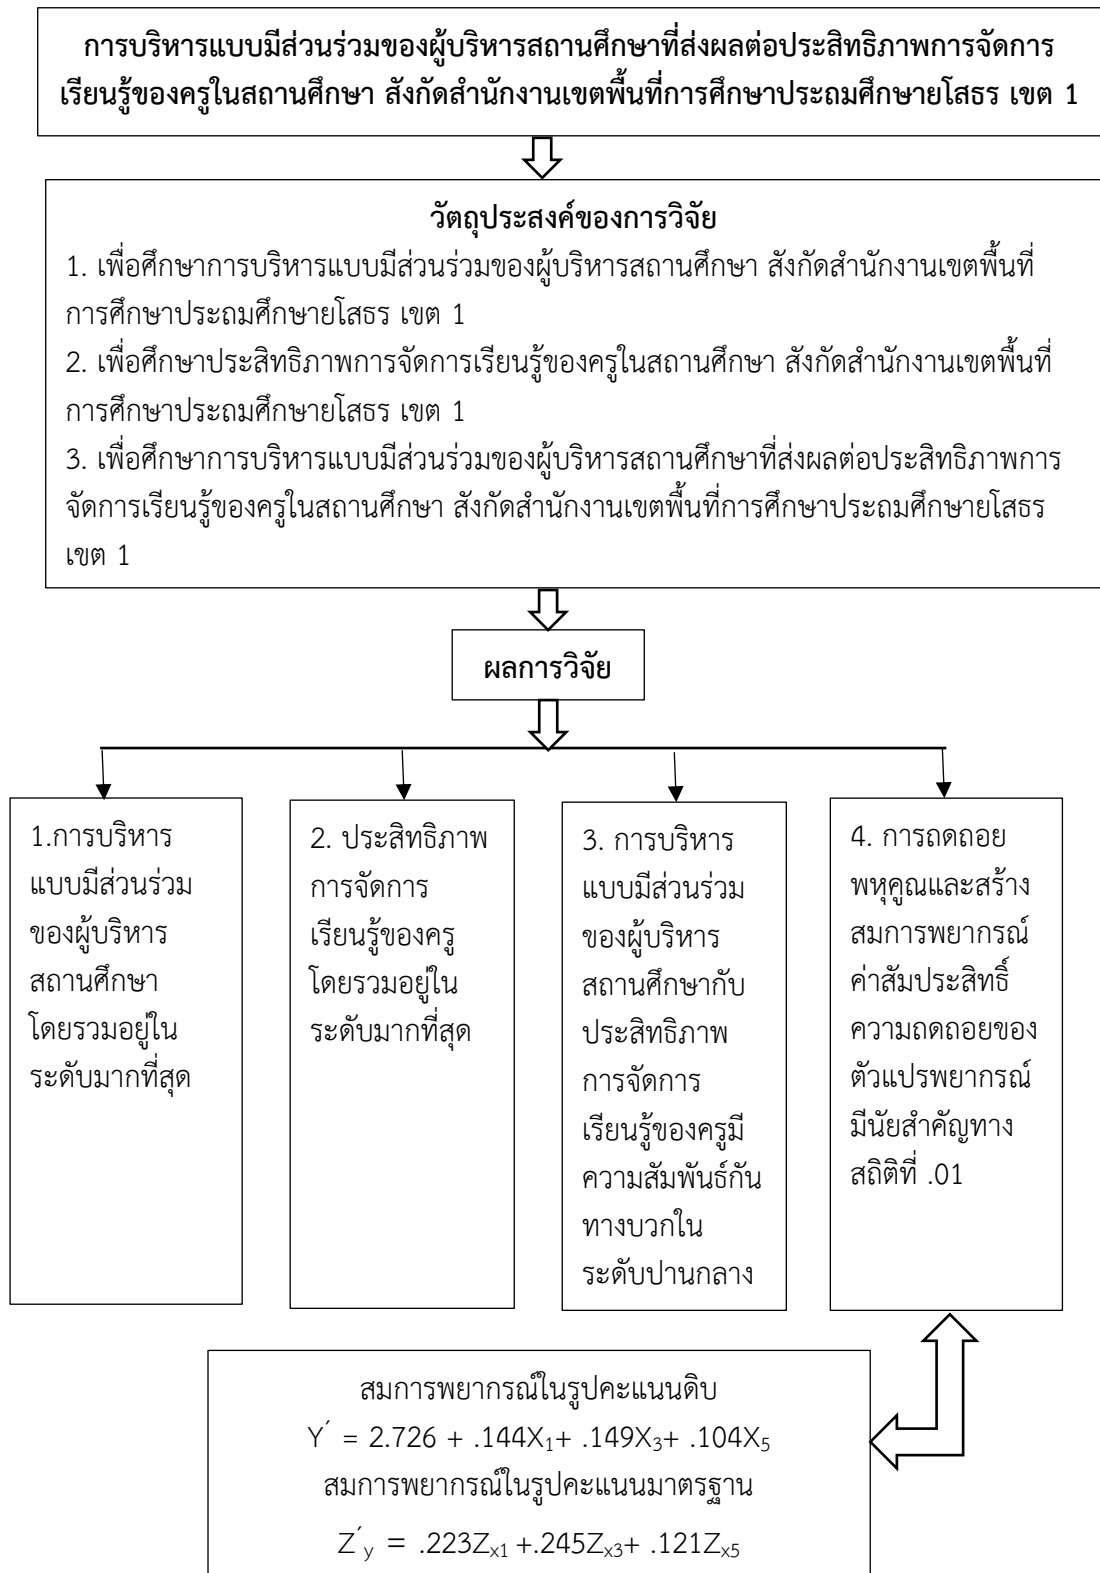 การบริหารแบบมีส่วนร่วมของผู้บริหารสถานศึกษาที่ส่งผลต่อประสิทธิภาพการจัดการ
เรียนรู้ของครูในสถานศึกษา สังกัดสำนักงานเขตพื้นที่การศึกษาประถมศึกษายโสธร เขต 1
วัตถุประสงค์ของการวิจัย
1. เพื่อศึกษาการบริหารแบบมีส่วนร่วมของผู้บริหารสถานศึกษา สังกัดสำนักงานเขตพื้นที่
การศึกษาประถมศึกษายโสธร เขต 1
2. เพื่อศึกษาประสิทธิภาพการจัดการเรียนรู้ของครูในสถานศึกษา สังกัดสำนักงานเขตพื้นที่
การศึกษาประถมศึกษายโสธร เขต 1
3. เพื่อศึกษาการบริหารแบบมีส่วนร่วมของผู้บริหารสถานศึกษาที่ส่งผลต่อประสิทธิภาพการ
จัดการเรียนรู้ของครูในสถานศึกษา สังกัดสำนักงานเขตพื้นที่การศึกษาประถมศึกษายโสธร
เขต 1
ผลการวิจัย
1.การบริหาร
แบบมีส่วนร่วม
ของผู้บริหาร
สถานศึกษา
โดยรวมอยู่ใน
ระดับมากที่สุด
2. ประสิทธิภาพ
การจัดการ
เรียนรู้ของครู
โดยรวมอยู่ใน
ระดับมากที่สุด
3. การบริหาร
แบบมีส่วนร่วม
ของผู้บริหาร
สถานศึกษากับ
ประสิทธิภาพ
การจัดการ
เรียนรู้ของครูมี
ความสัมพันธ์กัน
ทางบวกใน
ระดับปานกลาง
4. การถดถอย
พหุคูณและสร้าง
สมการพยากรณ์
ค่าสัมประสิทธิ์
ความถดถอยของ
ตัวแปรพยากรณ์
มีนัยสำคัญทาง
สถิติที่ .01
สมการพยากรณ์ในรูปคะแนนดิบ
Y´ = 2.726 + .144X₁+ .149X₃+ .104X₅
สมการพยากรณ์ในรูปคะแนนมาตรฐาน
Z´y = .223Zx1 +.245Zx3+ .121Zx5